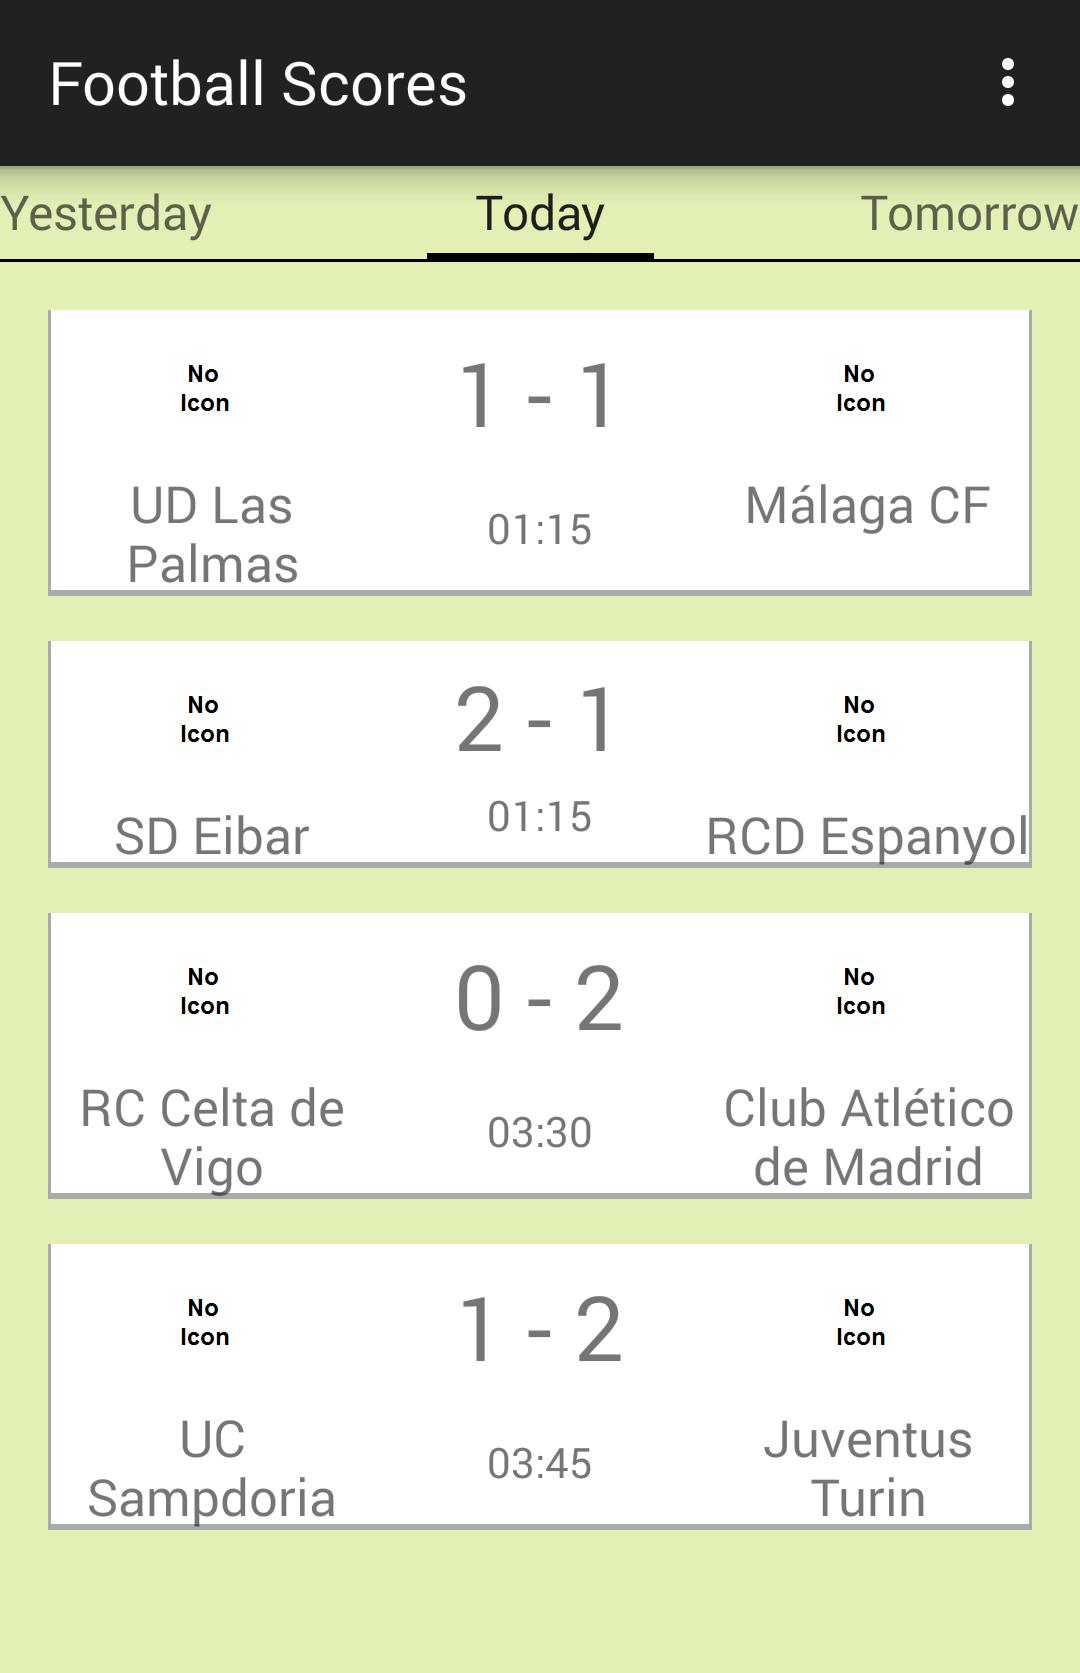 Football Scores
Yesterday Today Tomorrow
No
Icon
1 - 1
No
Icon
UD Las
Palmas
01:15
Málaga CF
No
Icon
2 - 1
No
Icon
SD Eibar
01:15
RCD Espanyol
No
Icon
0 - 2
No
Icon
RC Celta de
Vigo
03:30
Club Atlético
de Madrid
No
Icon
1 - 2
No
Icon
UC
Sampdoria
03:45
Juventus
Turin